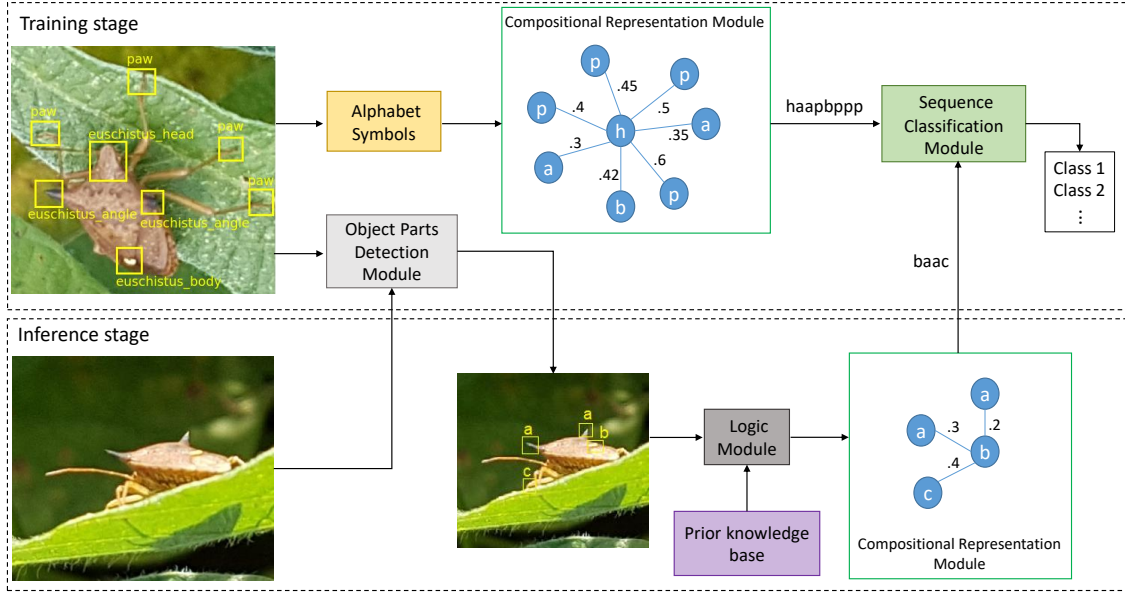 Training stage
paw
paw
euschistus_head
paw
paw
euschistus_angle
euschistus_angle
euschistus_body
Alphabet
Symbols
Object Parts
Detection
Module
Compositional Representation Module
p
p
.45
p
.4
.5
h
a
.35
.3
a
.6
.42
p
b
haapbppp
Sequence
Classification
Module
Class 1
Class 2
⋮
baac
Inference stage
a
a
b
c
Logic
Module
Prior knowledge
base
a
a
.3
.2
b
.4
c
Compositional Representation
Module